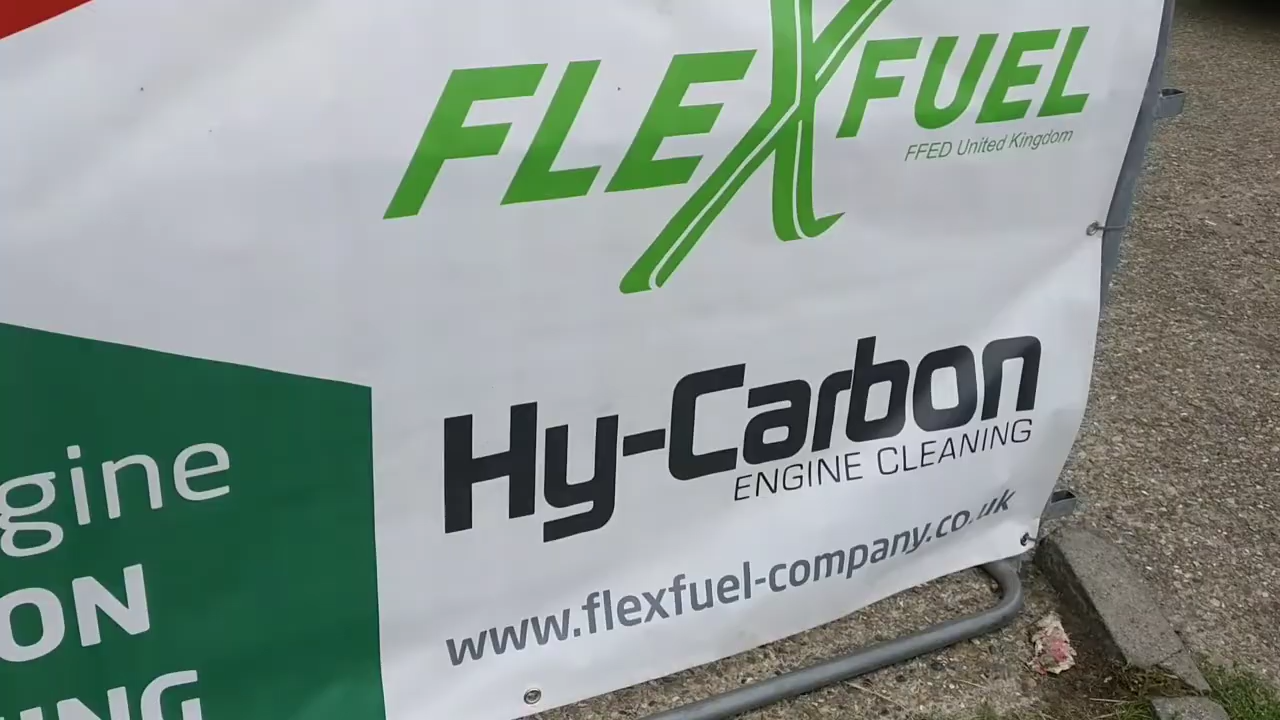 FLEXFUEL
FFED United Kingdom
Hy-Carbon
ENGINE CLEANING
www.flexfuel-company.co.uk
gine
ON